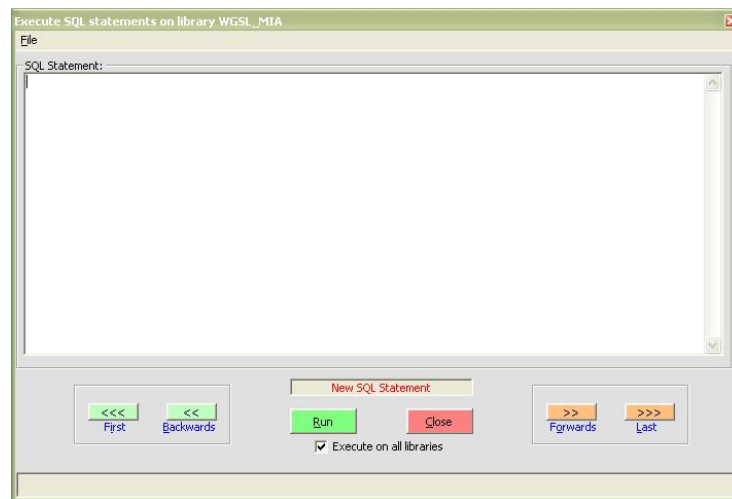 Execute SQL statements on library WGSL_MIA
File
SQL Statement:
New SQL Statement
<<< << Run Close >> >>>
First Backwards Forwards Last
Execute on all libraries